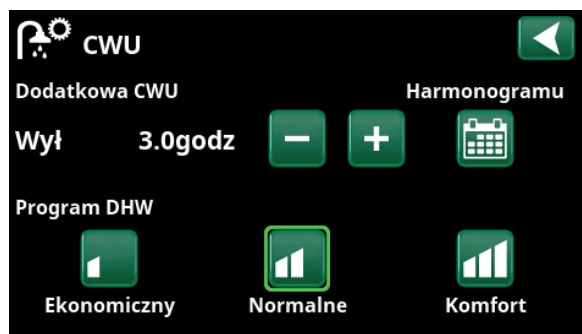 CWU
Dodatkowa CWU Harmonogramu
Wył 3.0godz
Program DHW
Ekonomiczny Normalne Komfort